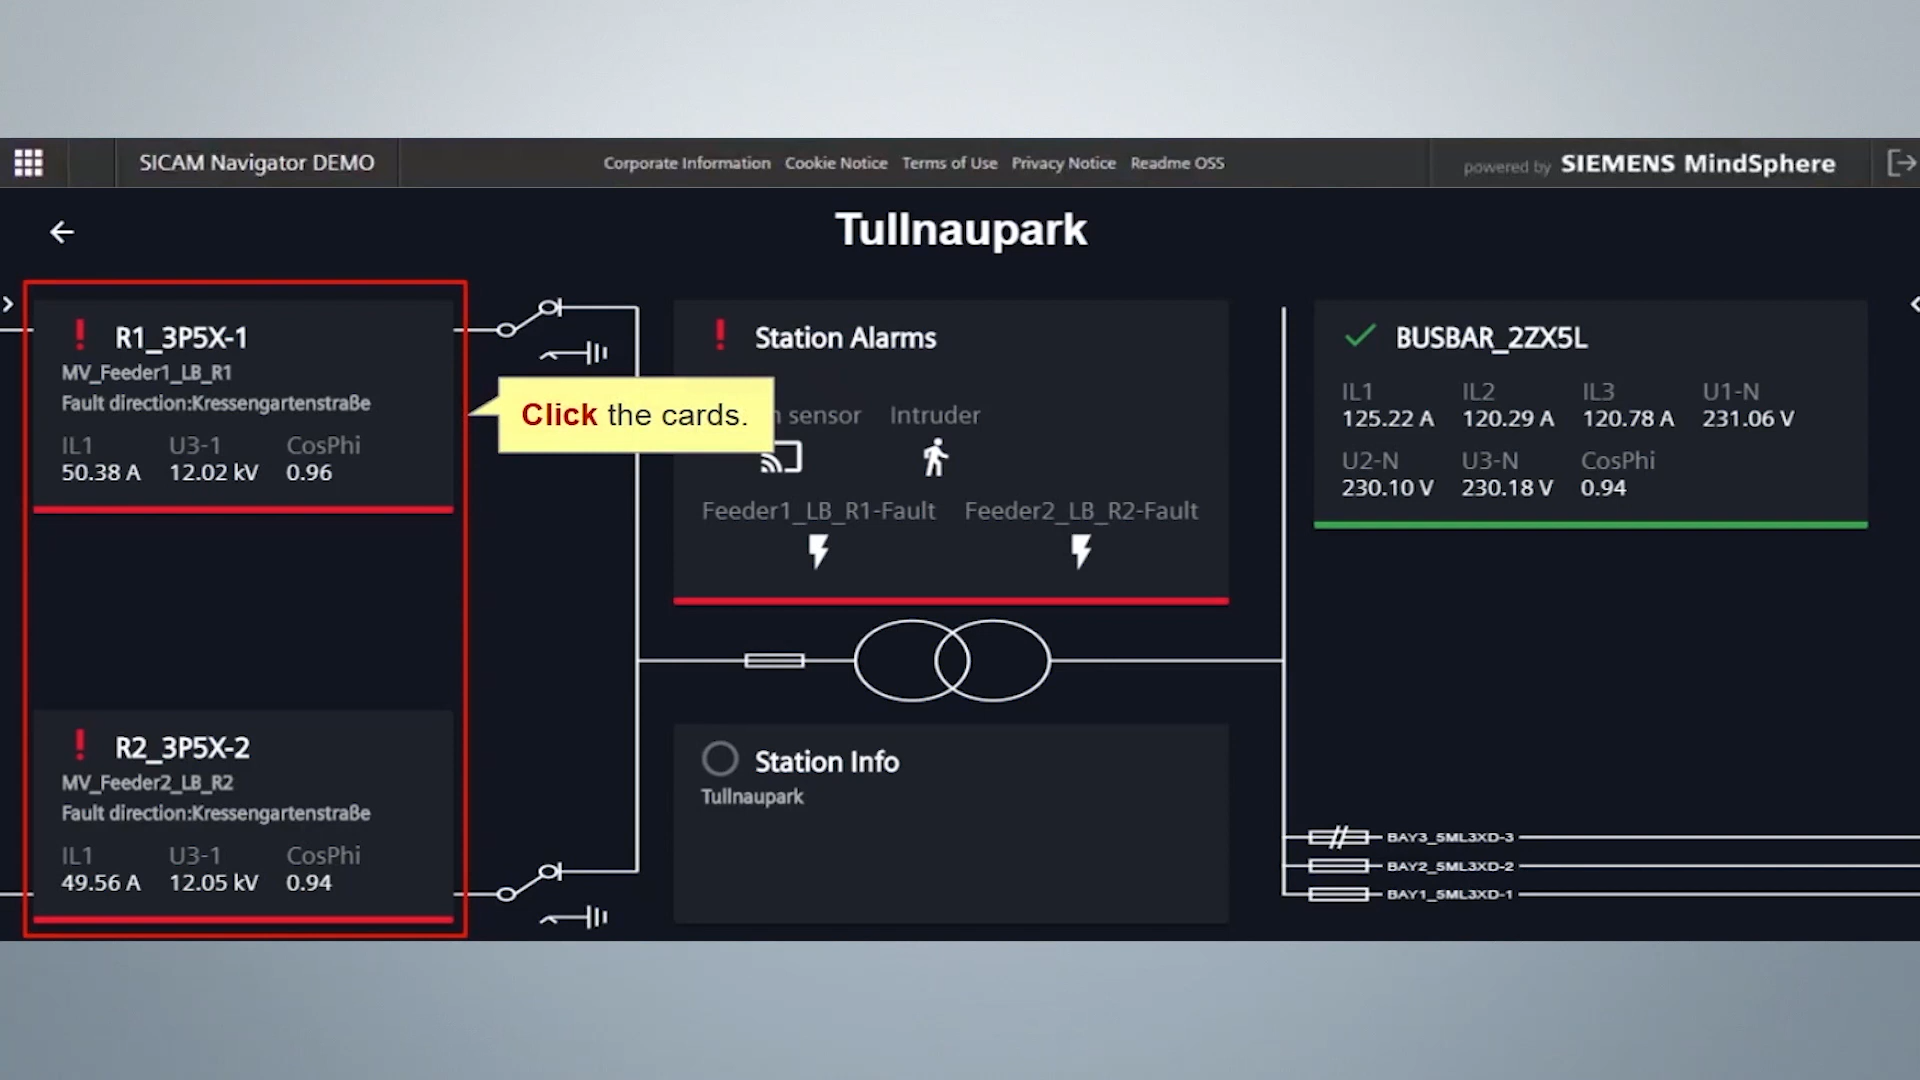 SICAM Navigator DEMO
Corporate Information Cookie Notice Terms of Use Privacy Notice Readme OSS
powered by SIEMENS MindSphere
Tullnaupark
R1_3P5X-1
MV_Feeder1_LB_R1
Fault direction:Kressengartenstraße
IL1 U3-1 CosPhi
50.38 A 12.02 kV 0.96
Click the cards.
Station Alarms
sensor Intruder
Feeder1_LB_R1-Fault Feeder2_LB_R2-Fault
BUSBAR_2ZX5L
IL1 IL2 IL3 U1-N
125.22 A 120.29 A 120.78 A 231.06 V
U2-N U3-N CosPhi
230.10 V 230.18 V 0.94
R2_3P5X-2
MV_Feeder2_LB_R2
Fault direction:Kressengartenstraße
IL1 U3-1 CosPhi
49.56 A 12.05 kV 0.94
Station Info
Tullnaupark
BAY3_5ML3XD-3
BAY2_5ML3XD-2
BAY1_5ML3XD-1